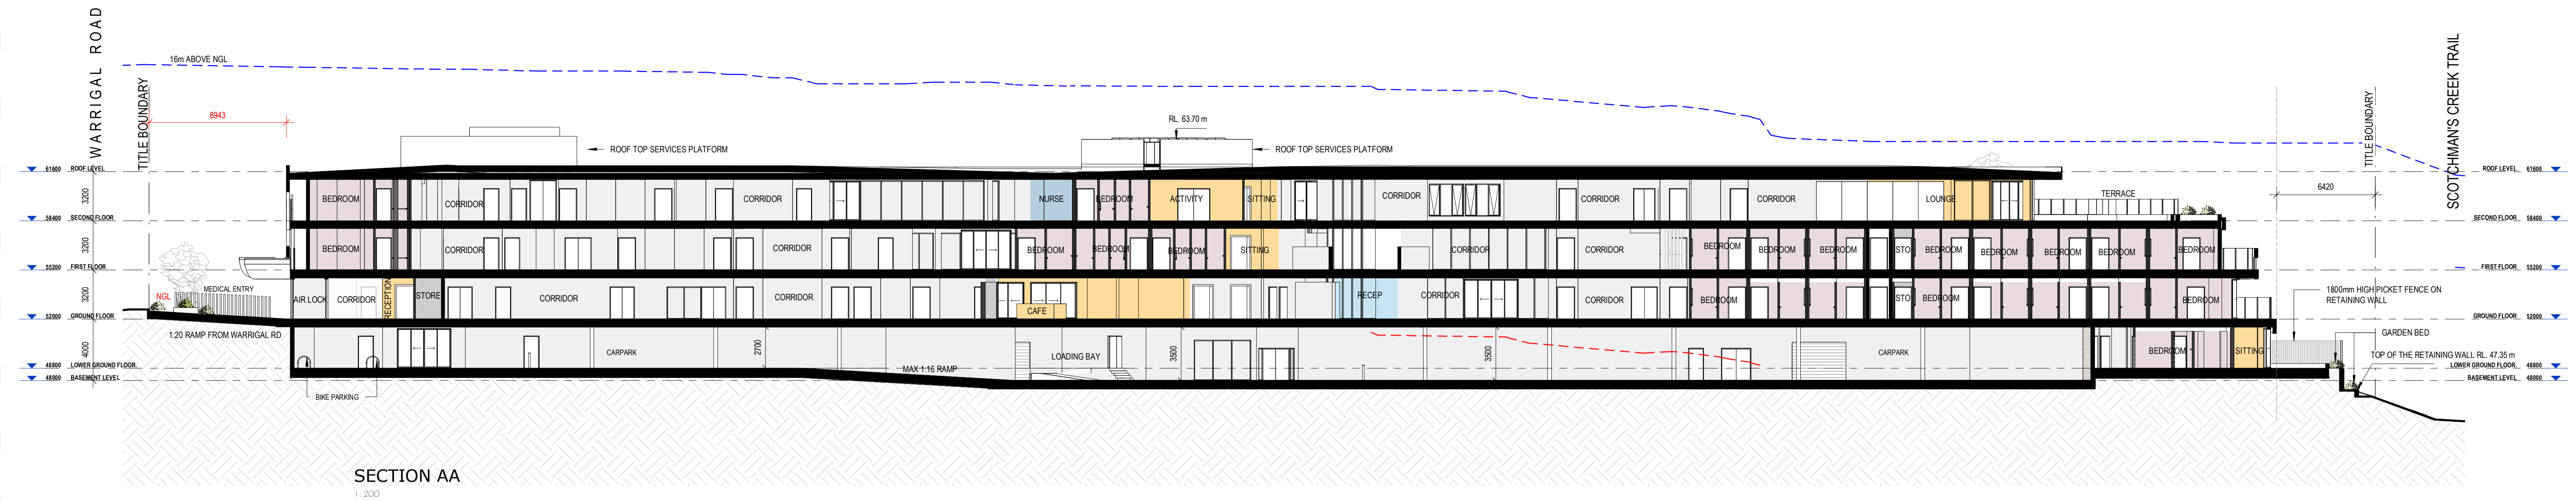 WARRIGAL ROAD
TITLE BOUNDARY
16m ABOVE NGL
8943
ROOF TOP SERVICES PLATFORM
RL. 63.70 m
ROOF TOP SERVICES PLATFORM
TITLE BOUNDARY
SCOTCHMAN'S CREEK TRAIL
6420
61600 ROOF LEVEL
ROOF LEVEL 61600
3200
BEDROOM
CORRIDOR
CORRIDOR
NURSE
BEDROOM
ACTIVITY
SITTING
CORRIDOR
CORRIDOR
CORRIDOR
LOUNGE
TERRACE
58400 SECOND FLOOR
SECOND FLOOR 58400
3200
BEDROOM
CORRIDOR
CORRIDOR
BEDROOM
BEDROOM
BEDROOM
SITTING
CORRIDOR
CORRIDOR
BEDROOM
BEDROOM
BEDROOM
STO
BEDROOM
BEDROOM
BEDROOM
BEDROOM
BEDROOM
55200 FIRST FLOOR
FIRST FLOOR 55200
3200
NGL
MEDICAL ENTRY
AIR LOCK
CORRIDOR
RECEPTION
STORE
CORRIDOR
CORRIDOR
CAFE
RECEP
CORRIDOR
CORRIDOR
BEDROOM
STO
BEDROOM
BEDROOM
1800mm HIGH PICKET FENCE ON
RETAINING WALL
52000 GROUND FLOOR
GROUND FLOOR 52000
4000
1:20 RAMP FROM WARRIGAL RD
CARPARK
2700
MAX 1:16 RAMP
LOADING BAY
3500
3500
CARPARK
BEDROOM
SITTING
GARDEN BED
TOP OF THE RETAINING WALL RL. 47.35 m
48800 LOWER GROUND FLOOR
LOWER GROUND FLOOR 48800
48000 BASEMENT LEVEL
BASEMENT LEVEL 48000
BIKE PARKING
SECTION AA
1 : 200